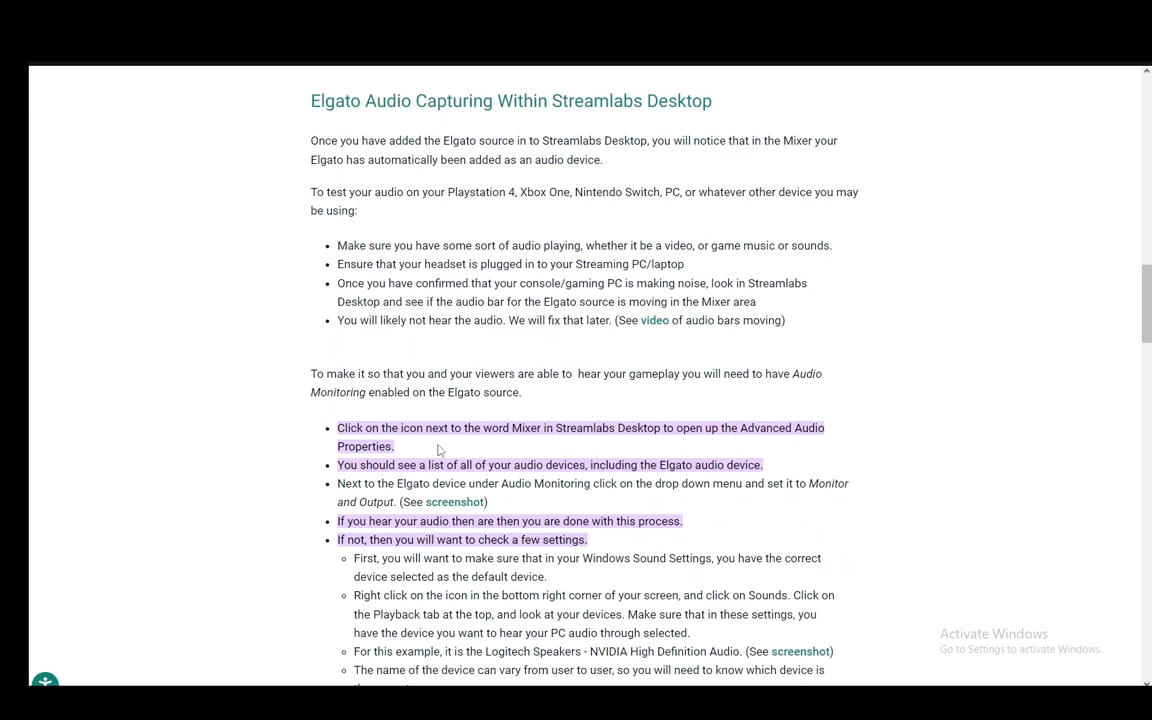 Elgato Audio Capturing Within Streamlabs Desktop
Once you have added the Elgato source in to Streamlabs Desktop, you will notice that in the Mixer your
Elgato has automatically been added as an audio device.
To test your audio on your Playstation 4, Xbox One, Nintendo Switch, PC, or whatever other device you may
be using:
Make sure you have some sort of audio playing, whether it be a video, or game music or sounds.
Ensure that your headset is plugged in to your Streaming PC/laptop
Once you have confirmed that your console/gaming PC is making noise, look in Streamlabs
Desktop and see if the audio bar for the Elgato source is moving in the Mixer area
You will likely not hear the audio. We will fix that later. (See video of audio bars moving)
To make it so that you and your viewers are able to hear your gameplay you will need to have Audio
Monitoring enabled on the Elgato source.
Click on the icon next to the word Mixer in Streamlabs Desktop to open up the Advanced Audio
Properties.
You should see a list of all of your audio devices, including the Elgato audio device.
Next to the Elgato device under Audio Monitoring click on the drop down menu and set it to Monitor
and Output. (See screenshot)
If you hear your audio then are then you are done with this process.
If not, then you will want to check a few settings.
First, you will want to make sure that in your Windows Sound Settings, you have the correct
device selected as the default device.
Right click on the icon in the bottom right corner of your screen, and click on Sounds. Click on
the Playback tab at the top, and look at your devices. Make sure that in these settings, you
have the device you want to hear your PC audio through selected.
For this example, it is the Logitech Speakers - NVIDIA High Definition Audio. (See screenshot)
The name of the device can vary from user to user, so you will need to know which device is
Activate Windows
Go to Settings to activate Windows.